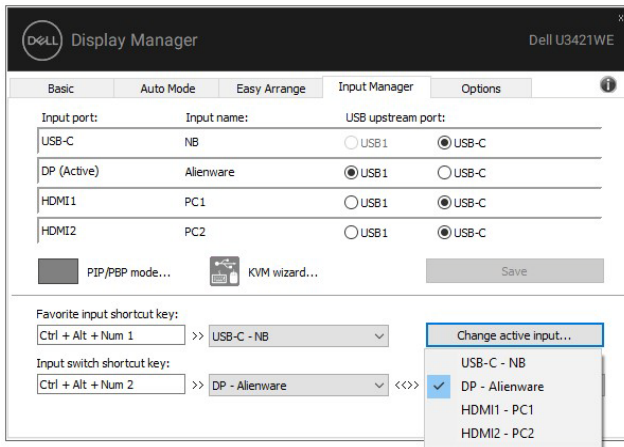 DELL Display Manager Dell U3421WE
x
Basic Auto Mode Easy Arrange Input Manager Options i
Input port: Input name: USB upstream port:
USB-C NB USB1 USB-C
DP (Active) Alienware USB1 USB-C
HDMI1 PC1 USB1 USB-C
HDMI2 PC2 USB1 USB-C
PIP/PBP mode... KVM wizard... Save
Favorite input shortcut key:
Ctrl + Alt + Num 1 >> USB-C - NB Change active input...
Input switch shortcut key:
Ctrl + Alt + Num 2 >> DP - Alienware <<>>
USB-C - NB
DP - Alienware
HDMI1 - PC1
HDMI2 - PC2